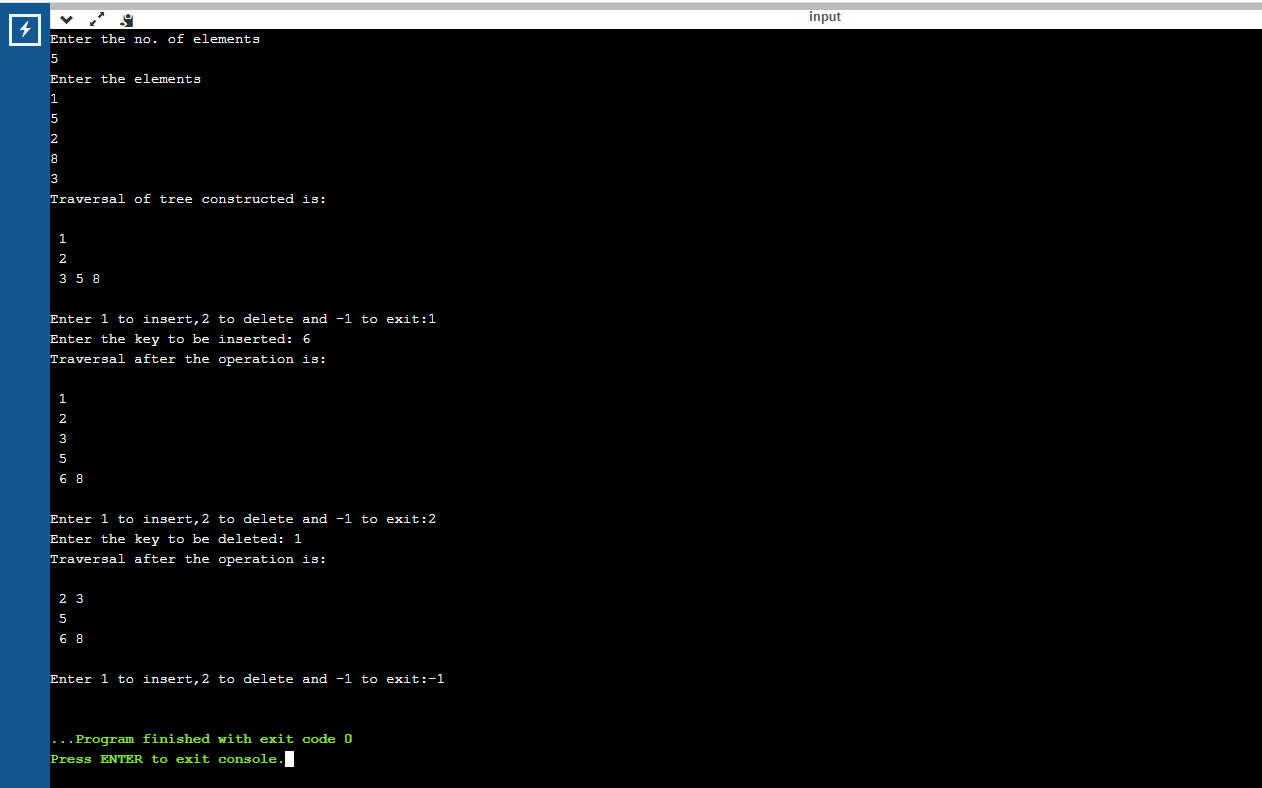 input
Enter the no. of elements
5
Enter the elements
1
5
2
8
3
Traversal of tree constructed is:
1
2
3 5 8
Enter 1 to insert,2 to delete and -1 to exit:1
Enter the key to be inserted: 6
Traversal after the operation is:
1
2
3
5
6 8
Enter 1 to insert,2 to delete and -1 to exit:2
Enter the key to be deleted: 1
Traversal after the operation is:
2 3
5
6 8
Enter 1 to insert,2 to delete and -1 to exit:-1
...Program finished with exit code 0
Press ENTER to exit console.